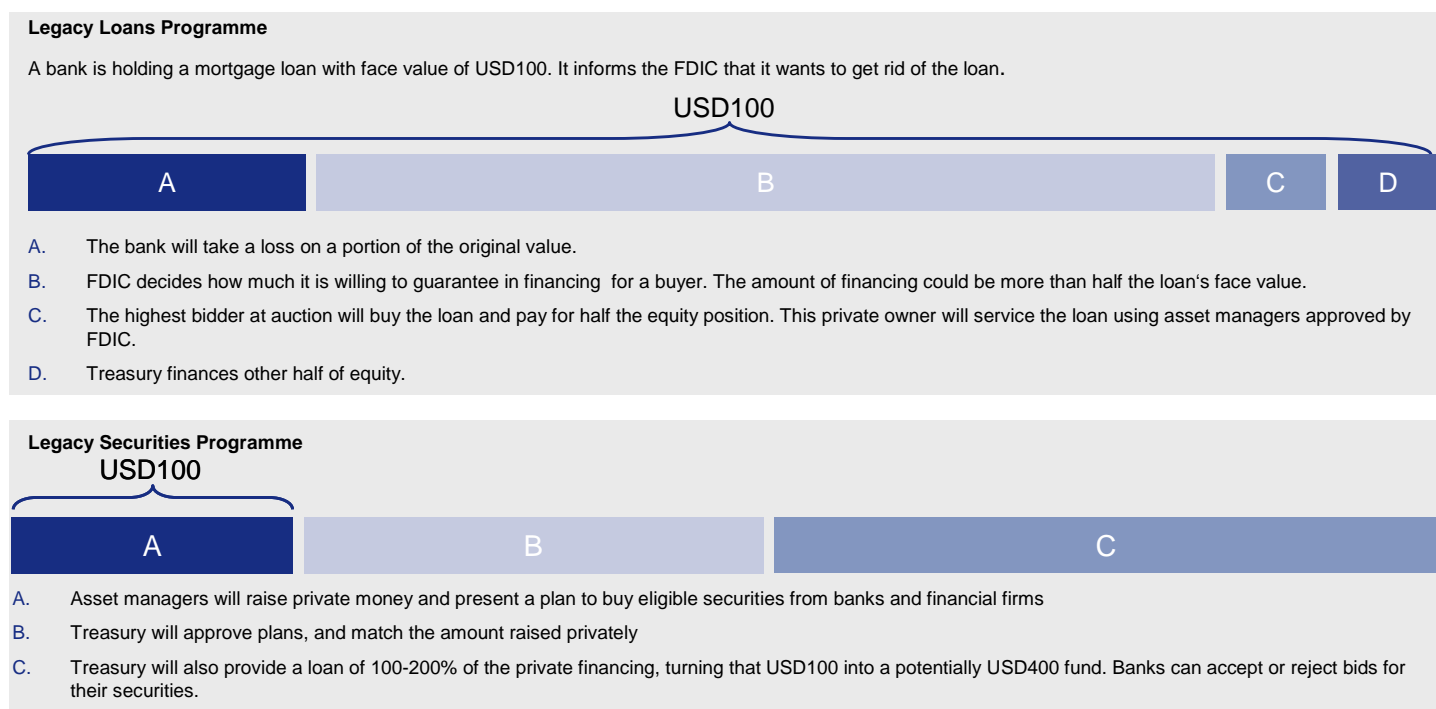 Legacy Loans Programme
A bank is holding a mortgage loan with face value of USD100. It informs the FDIC that it wants to get rid of the loan.
USD100
A B C D
A. The bank will take a loss on a portion of the original value.
B. FDIC decides how much it is willing to guarantee in financing  for a buyer. The amount of financing could be more than half the loan‘s face value.
C. The highest bidder at auction will buy the loan and pay for half the equity position. This private owner will service the loan using asset managers approved by
FDIC.
D. Treasury finances other half of equity.
Legacy Securities Programme
USD100
A B C
A. Asset managers will raise private money and present a plan to buy eligible securities from banks and financial firms
B. Treasury will approve plans, and match the amount raised privately
C. Treasury will also provide a loan of 100-200% of the private financing, turning that USD100 into a potentially USD400 fund. Banks can accept or reject bids for
their securities.